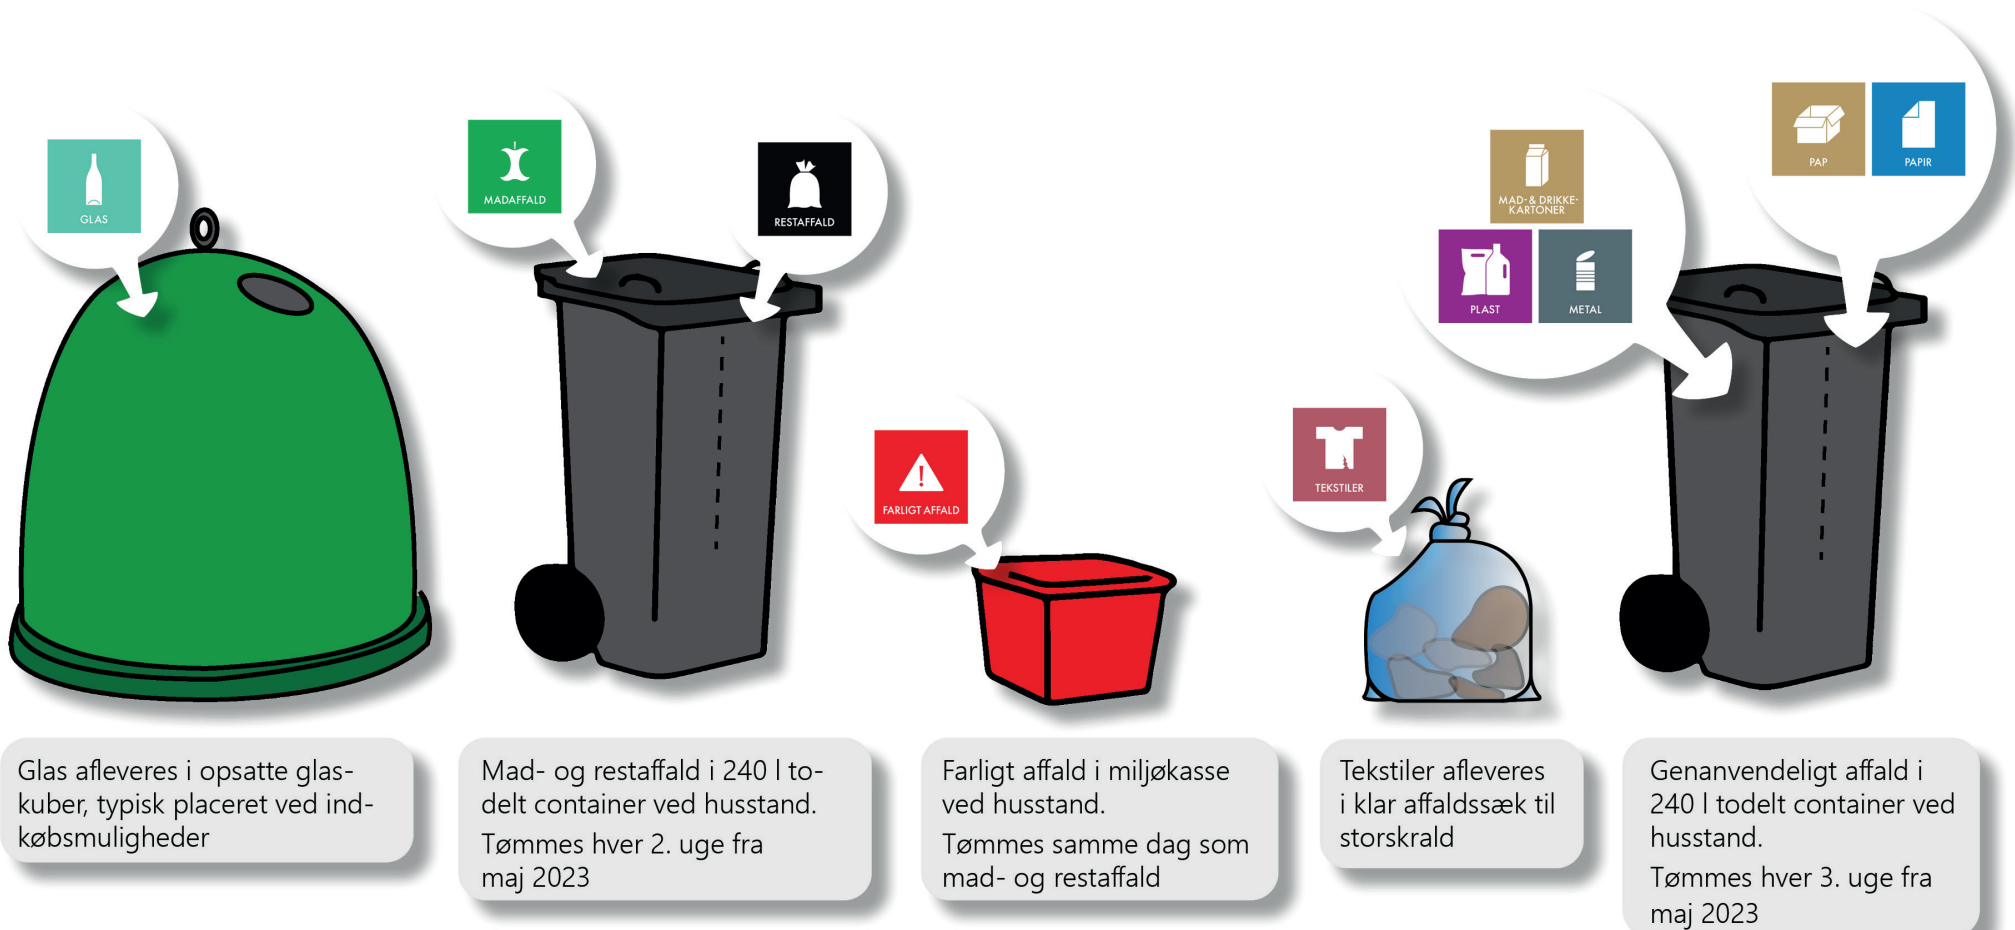 GLAS
MADAFFALD
RESTAFFALD
FARLIGT AFFALD
TEKSTILER
MAD- & DRIKKE-
KARTONER
PLAST
METAL
PAP
PAPIR
Glas afleveres i opsatte glas-
kuber, typisk placeret ved ind-
købsmuligheder
Mad- og restaffald i 240 l to-
delt container ved husstand.
Tømmes hver 2. uge fra
maj 2023
Farligt affald i miljøkasse
ved husstand.
Tømmes samme dag som
mad- og restaffald
Tekstiler afleveres
i klar affaldssæk til
storskrald
Genanvendeligt affald i
240 l todelt container ved
husstand.
Tømmes hver 3. uge fra
maj 2023